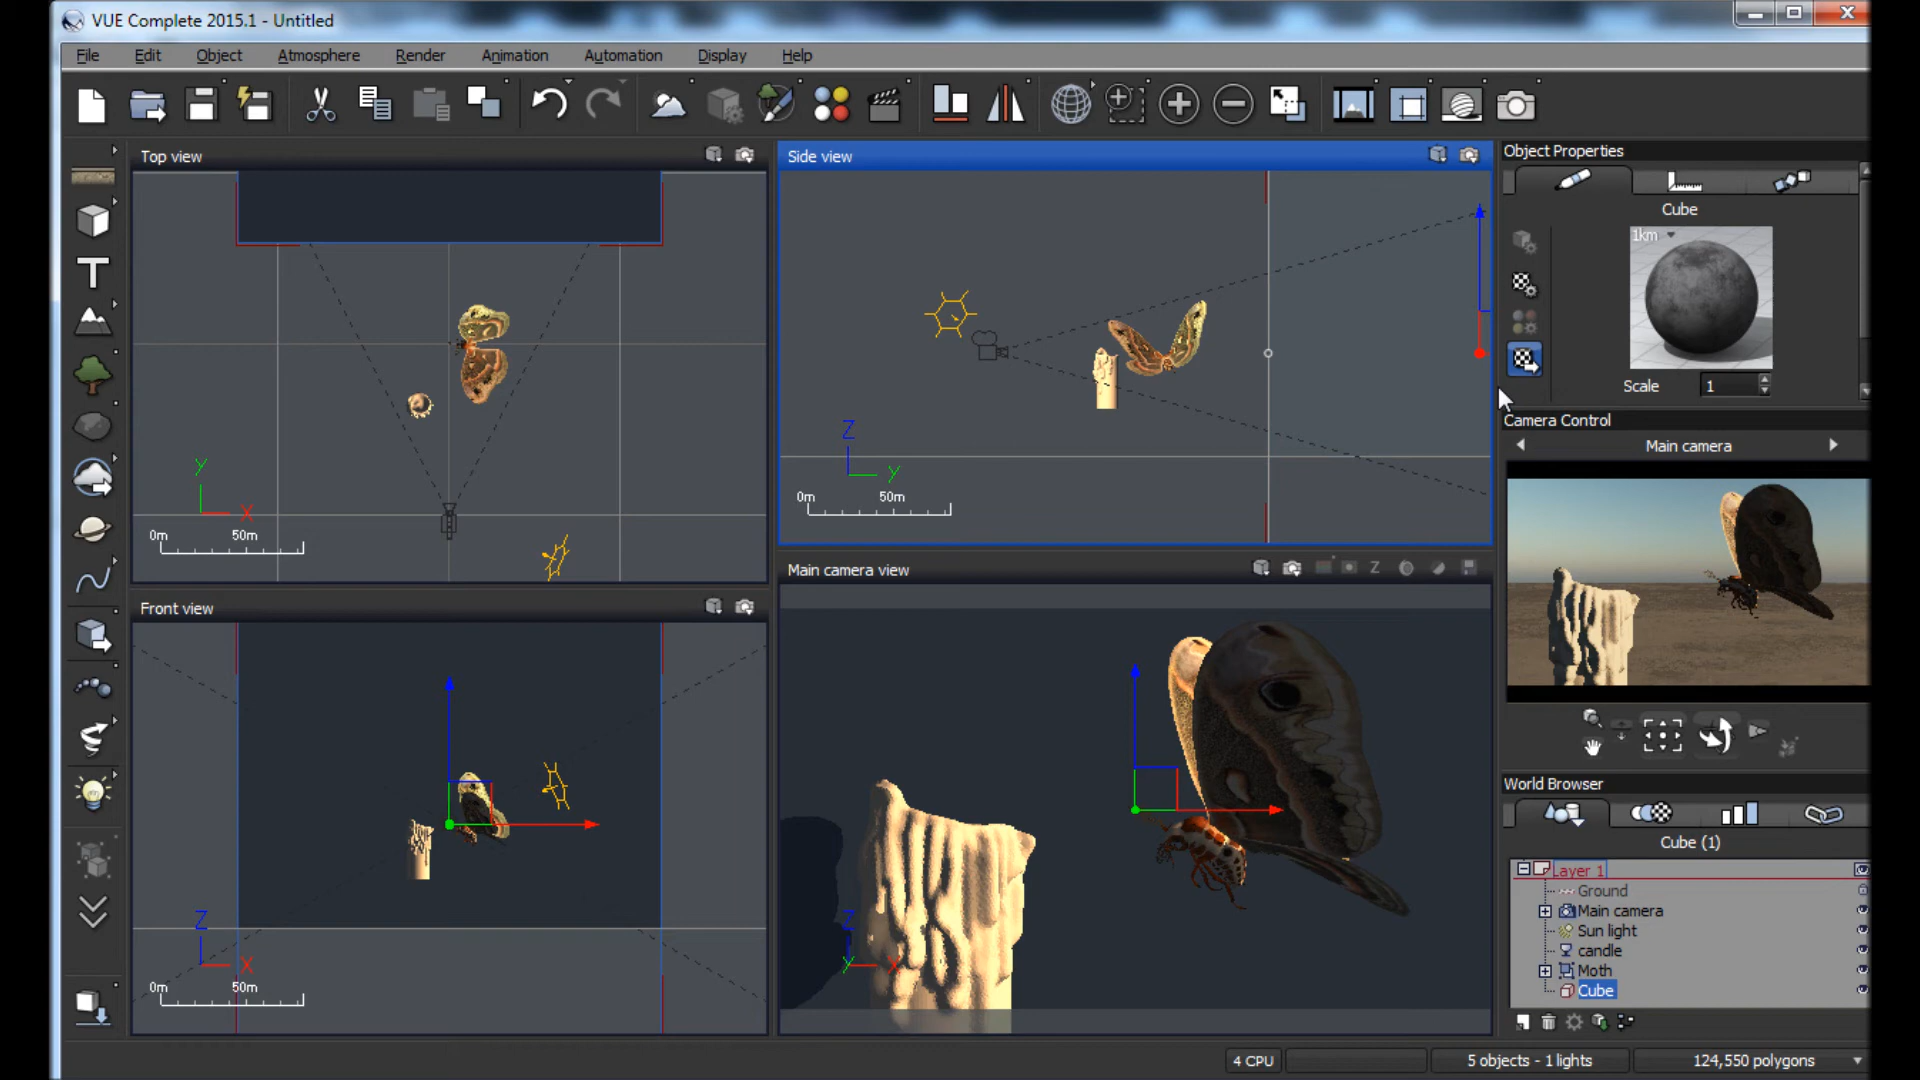 VUE Complete 2015.1 - Untitled
File Edit Object Atmosphere Render Animation Automation Display Help
Top view
Y
X
0m 50m
Side view
Z
Y
0m 50m
Front view
Z
X
0m 50m
Main camera view
Z
Z
Y X
Object Properties
Cube
1km
Scale 1
Camera Control
Main camera
World Browser
Cube (1)
Layer 1
Ground
Main camera
Sun light
candle
Moth
Cube
4 CPU 5 objects - 1 lights 124,550 polygons